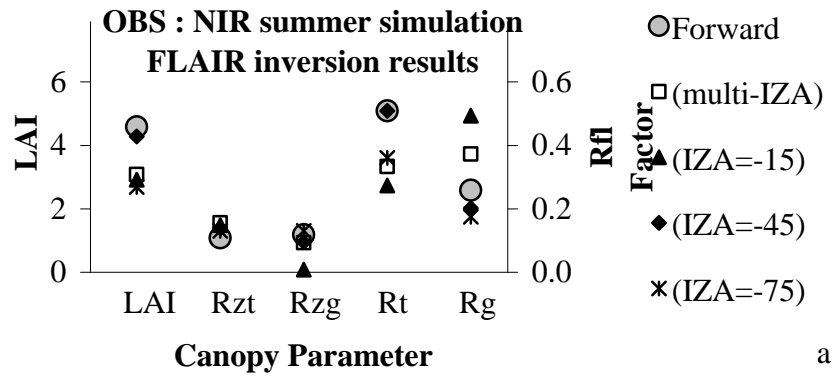 OBS : NIR summer simulation
FLAIR inversion results
6
4
2
0
LAI
0.6
0.4
0.2
0.0
Rfl
Factor
LAI Rzt Rzg Rt Rg
Canopy Parameter
Forward
(multi-IZA)
(IZA=-15)
(IZA=-45)
(IZA=-75)
a